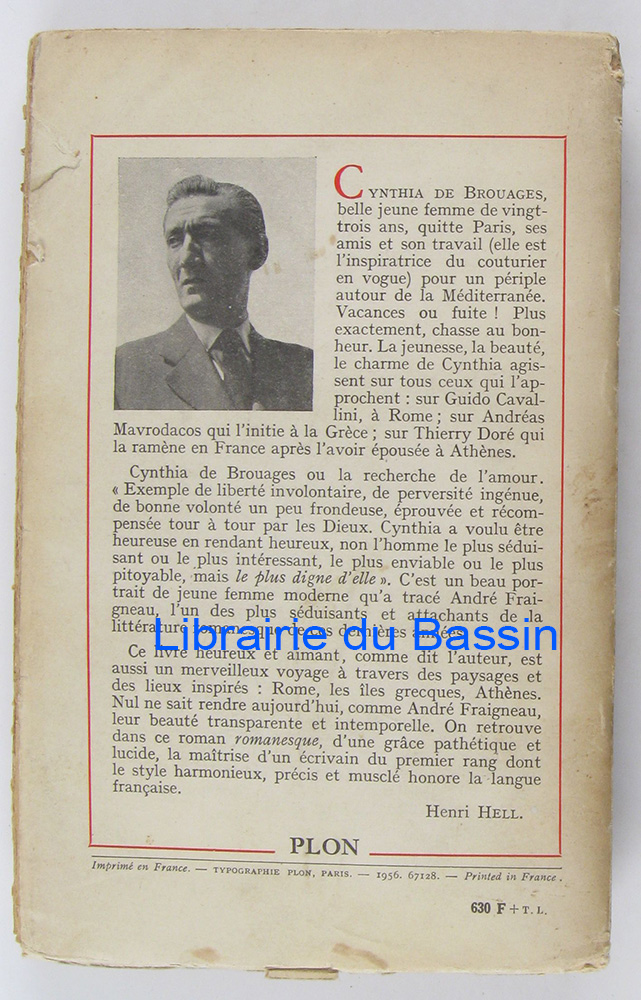 CYNTHIA DE BROUAGES,
belle jeune femme de vingt-
trois ans, quitte Paris, ses
amis et son travail (elle est
l'inspiratrice du couturier
en vogue) pour un périple
autour de la Méditerranée.
Vacances ou fuite ! Plus
exactement, chasse au bon-
heur. La jeunesse, la beauté,
le charme de Cynthia agis-
sent sur tous ceux qui l'ap-
prochent : sur Guido Caval-
lini, à Rome ; sur Andréas
Mavrodacos qui l'initie à la Grèce ; sur Thierry Doré qui
la ramène en France après l'avoir épousée à Athènes.
Cynthia de Brouages ou la recherche de l'amour.
« Exemple de liberté involontaire, de perversité ingénue,
de bonne volonté un peu frondeuse, éprouvée et récom-
pensée tour à tour par les Dieux. Cynthia a voulu être
heureuse en rendant heureux, non l'homme le plus sédui-
sant ou le plus intéressant, le plus enviable ou le plus
pitoyable, mais le plus digne d'elle ». C'est un beau por-
trait de jeune femme moderne qu'a tracé André Frai-
gneau, l'un des plus séduisants et attachants de la
littérature romanesque de ces dernières années.
Librairie du Bassin
Ce livre heureux et aimant, comme dit l'auteur, est
aussi un merveilleux voyage à travers des paysages et
des lieux inspirés : Rome, les îles grecques, Athènes.
Nul ne sait rendre aujourd'hui, comme André Fraigneau,
leur beauté transparente et intemporelle. On retrouve
dans ce roman romanesque, d'une grâce pathétique et
lucide, la maîtrise d'un écrivain du premier rang dont
le style harmonieux, précis et musclé honore la langue
française.
Henri HELL.
PLON
Imprimé en France. — TYPOGRAPHIE PLON, PARIS. — 1956. 67128. — Printed in France.
630 F + T. L.